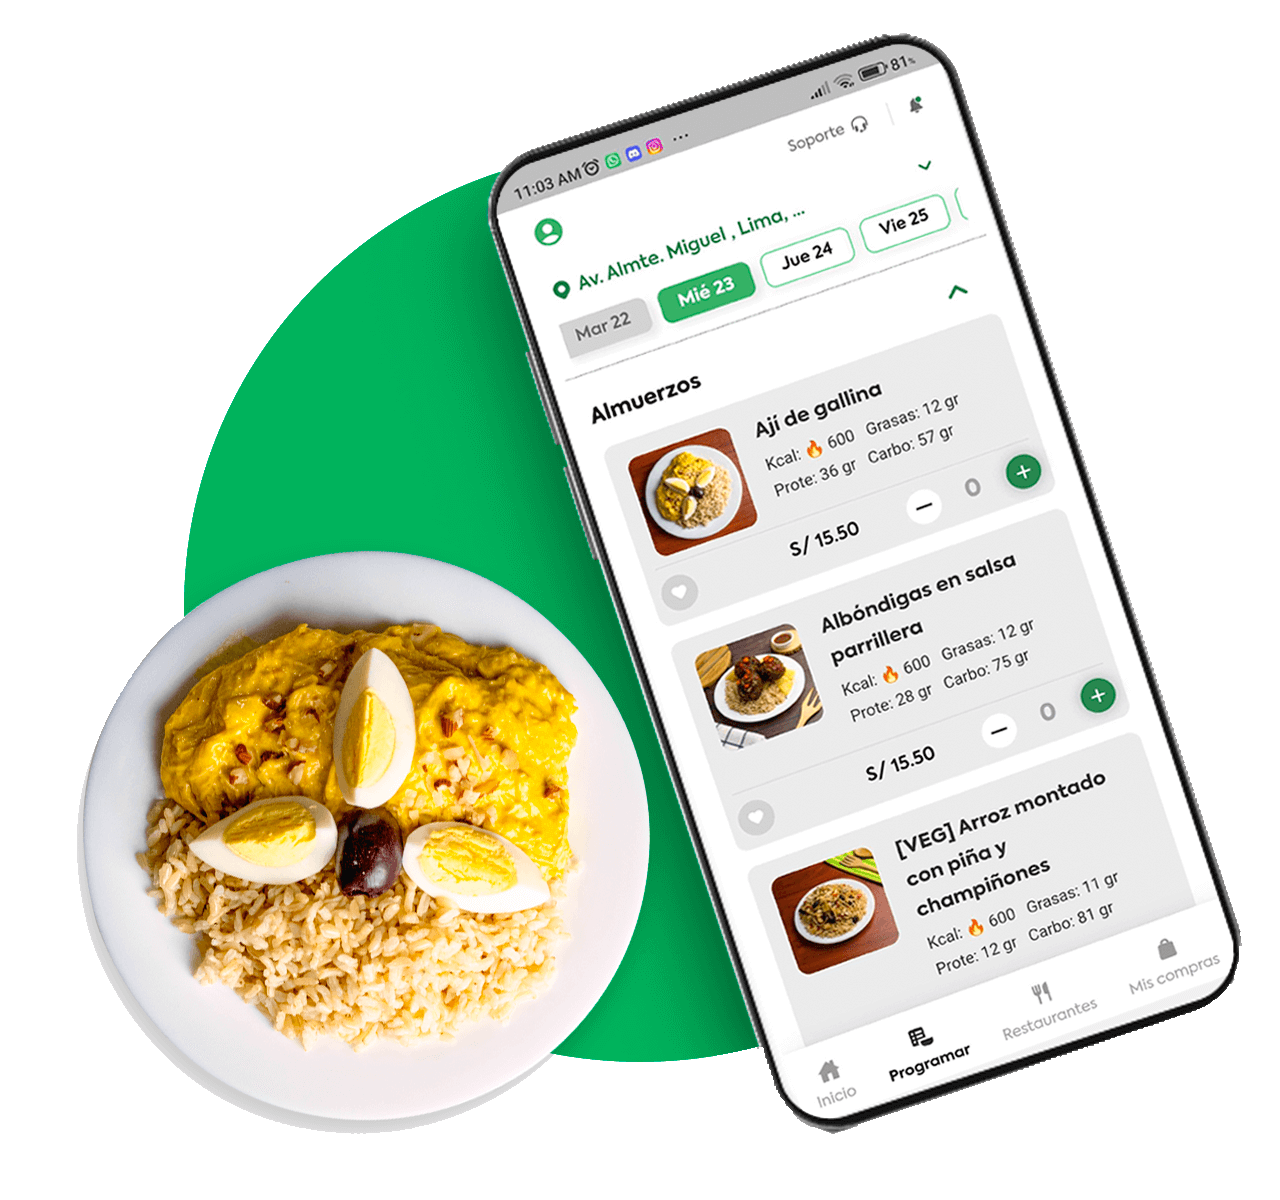 11:03 AM ... 81%
Soporte
Av. Almte. Miguel , Lima, ...
Mar 22 Mié 23 Jue 24 Vie 25
Almuerzos
Ají de gallina
Kcal: 🔥 600 Grasas: 12 gr
Prote: 36 gr Carbo: 57 gr
S/ 15.50 − 0 +
Albóndigas en salsa
parrillera
Kcal: 🔥 600 Grasas: 12 gr
Prote: 28 gr Carbo: 75 gr
S/ 15.50 − 0 +
[VEG] Arroz montado
con piña y
champiñones
Kcal: 🔥 600 Grasas: 11 gr
Prote: 12 gr Carbo: 81 gr
Inicio Programar Restaurantes Mis compras